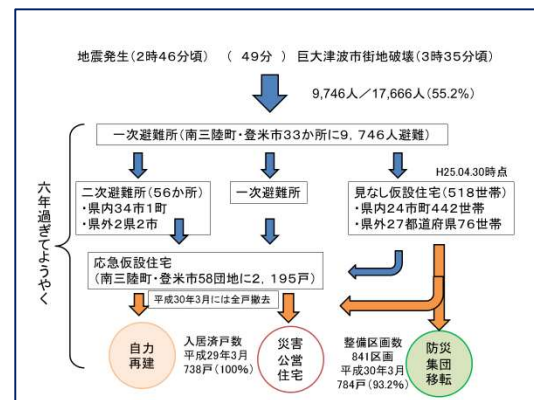 地震発生(2時46分頃) ( 49分) 巨大津波市街地破壊(3時35分頃)
9,746人/17,666人(55.2%)
一次避難所(南三陸町・登米市33か所に9,746人避難)
H25.04.30時点
六年過ぎてようやく
二次避難所(56か所)
・県内34市1町
・県外2県2市
一次避難所
見なし仮設住宅(518世帯)
・県内24市町442世帯
・県外27都道府県76世帯
応急仮設住宅
(南三陸町・登米市58団地に2,195戸)
平成30年3月には全戸撤去
自力
再建
入居済戸数
平成29年3月
738戸(100%)
災害
公営
住宅
整備区画数
841区画
平成30年3月
784戸(93.2%)
防災
集団
移転